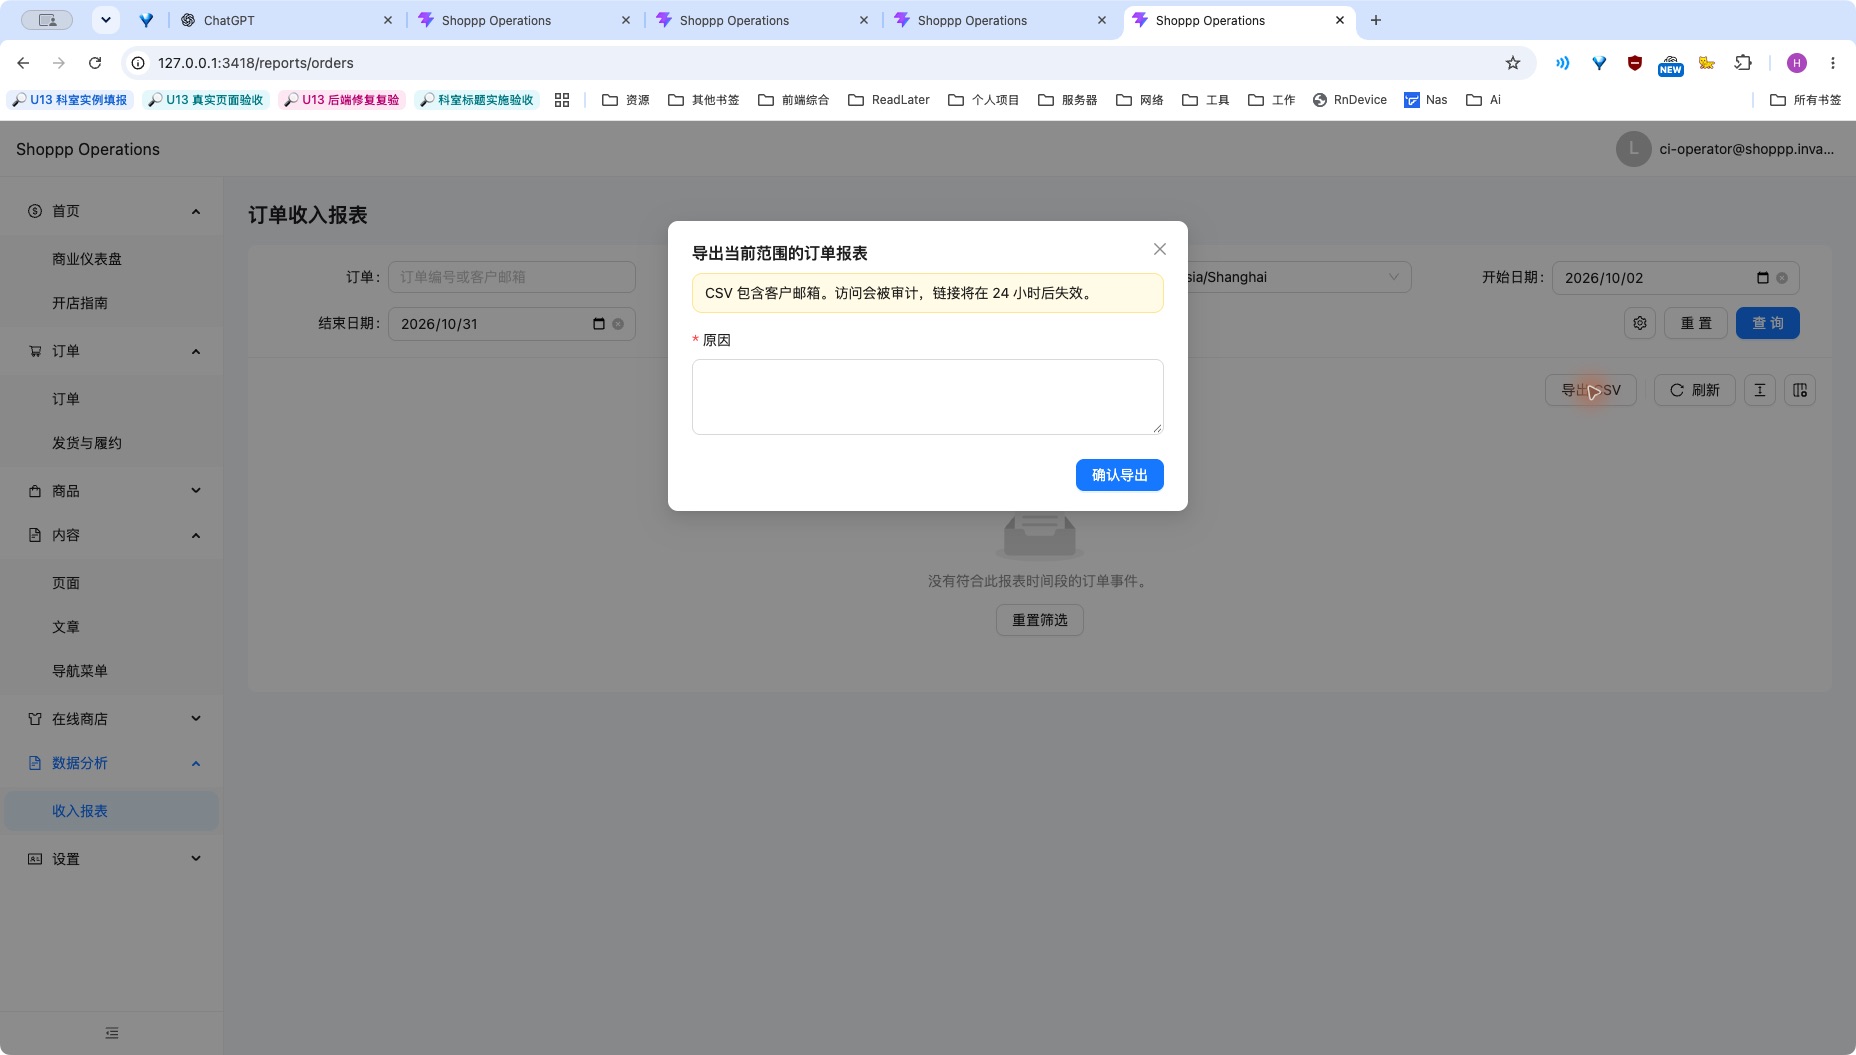 ChatGPT
Shoppp Operations
Shoppp Operations
Shoppp Operations
Shoppp Operations
127.0.0.1:3418/reports/orders
NEW
H
U13 科室实例填报
U13 真实页面验收
U13 后端修复复验
科室标题实施验收
资源
其他书签
前端综合
ReadLater
个人项目
服务器
网络
工具
工作
RnDevice
Nas
Ai
所有书签
Shoppp Operations
L
ci-operator@shoppp.inva...
首页
商业仪表盘
开店指南
订单
订单
发货与履约
商品
内容
页面
文章
导航菜单
在线商店
数据分析
收入报表
设置
订单收入报表
订单:
订单编号或客户邮箱
sia/Shanghai
开始日期:
2026/10/02
结束日期:
2026/10/31
重 置
查 询
导出 CSV
刷新
导出当前范围的订单报表
CSV 包含客户邮箱。访问会被审计，链接将在 24 小时后失效。
* 原因
确认导出
没有符合此报表时间段的订单事件。
重置筛选